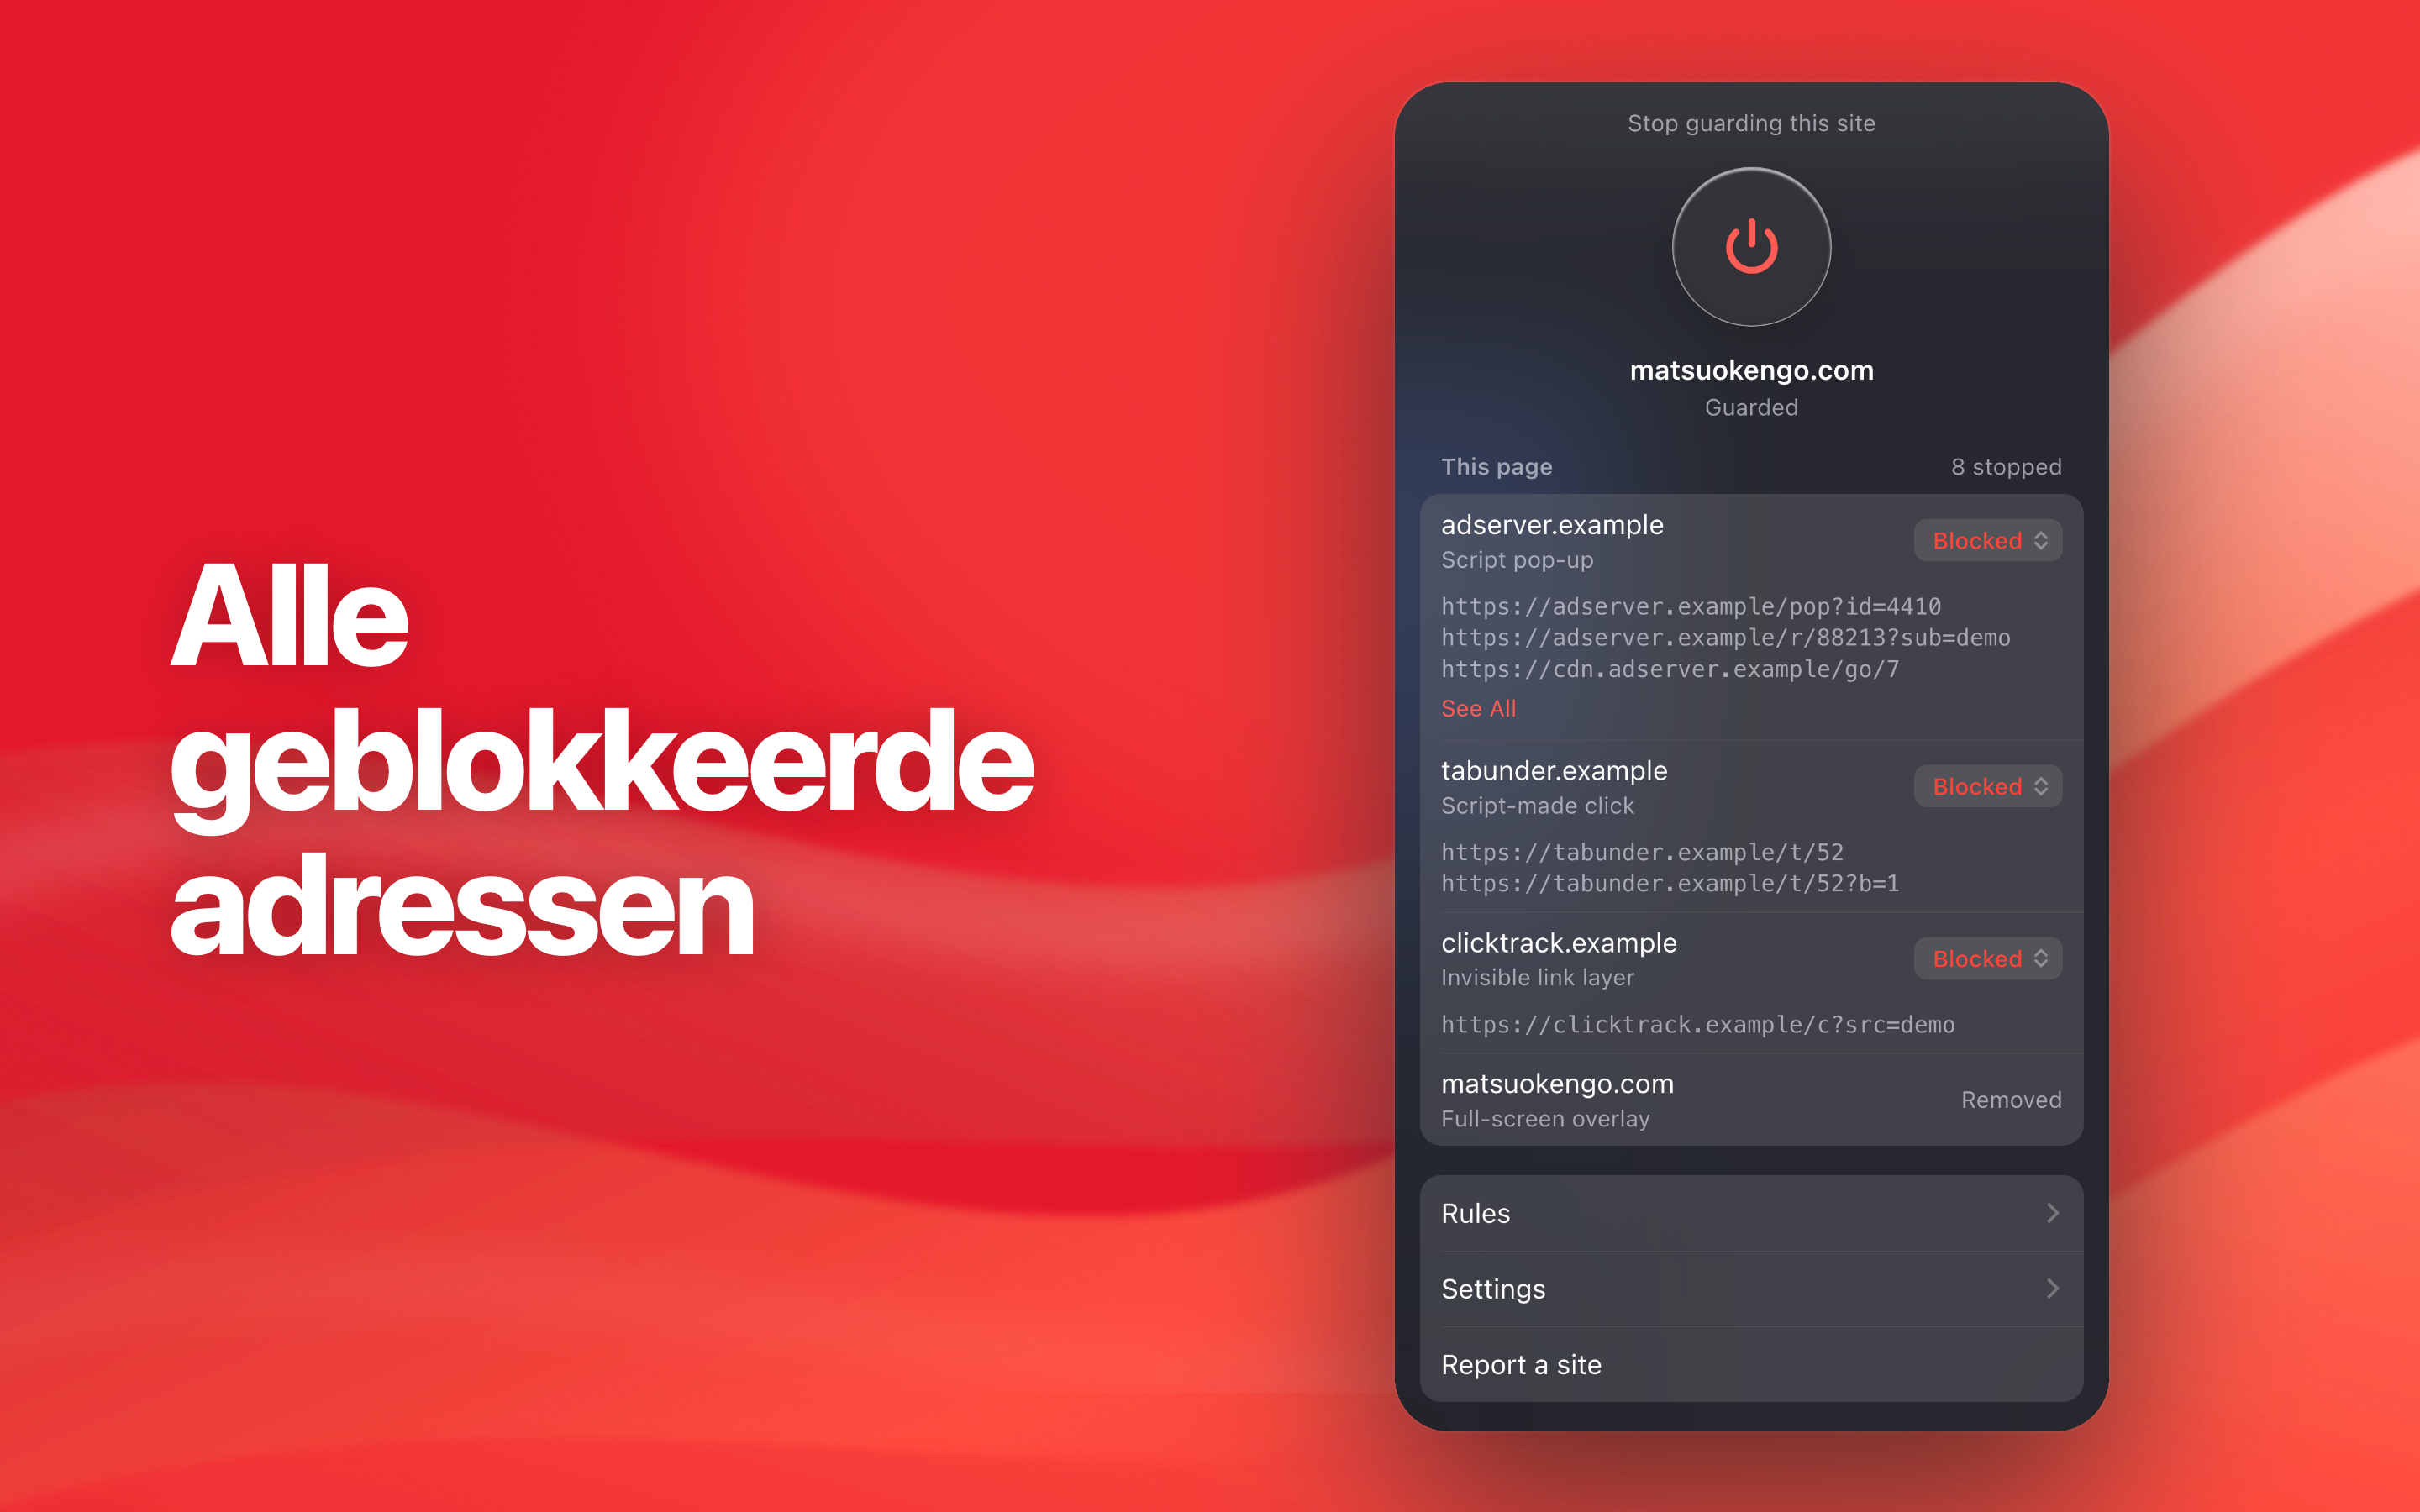 Alle
geblokkeerde
adressen
Stop guarding this site
matsuokengo.com
Guarded
This page
8 stopped
adserver.example
Blocked
Script pop-up
https://adserver.example/pop?id=4410
https://adserver.example/r/88213?sub=demo
https://cdn.adserver.example/go/7
See All
tabunder.example
Blocked
Script-made click
https://tabunder.example/t/52
https://tabunder.example/t/52?b=1
clicktrack.example
Blocked
Invisible link layer
https://clicktrack.example/c?src=demo
matsuokengo.com
Removed
Full-screen overlay
Rules
Settings
Report a site